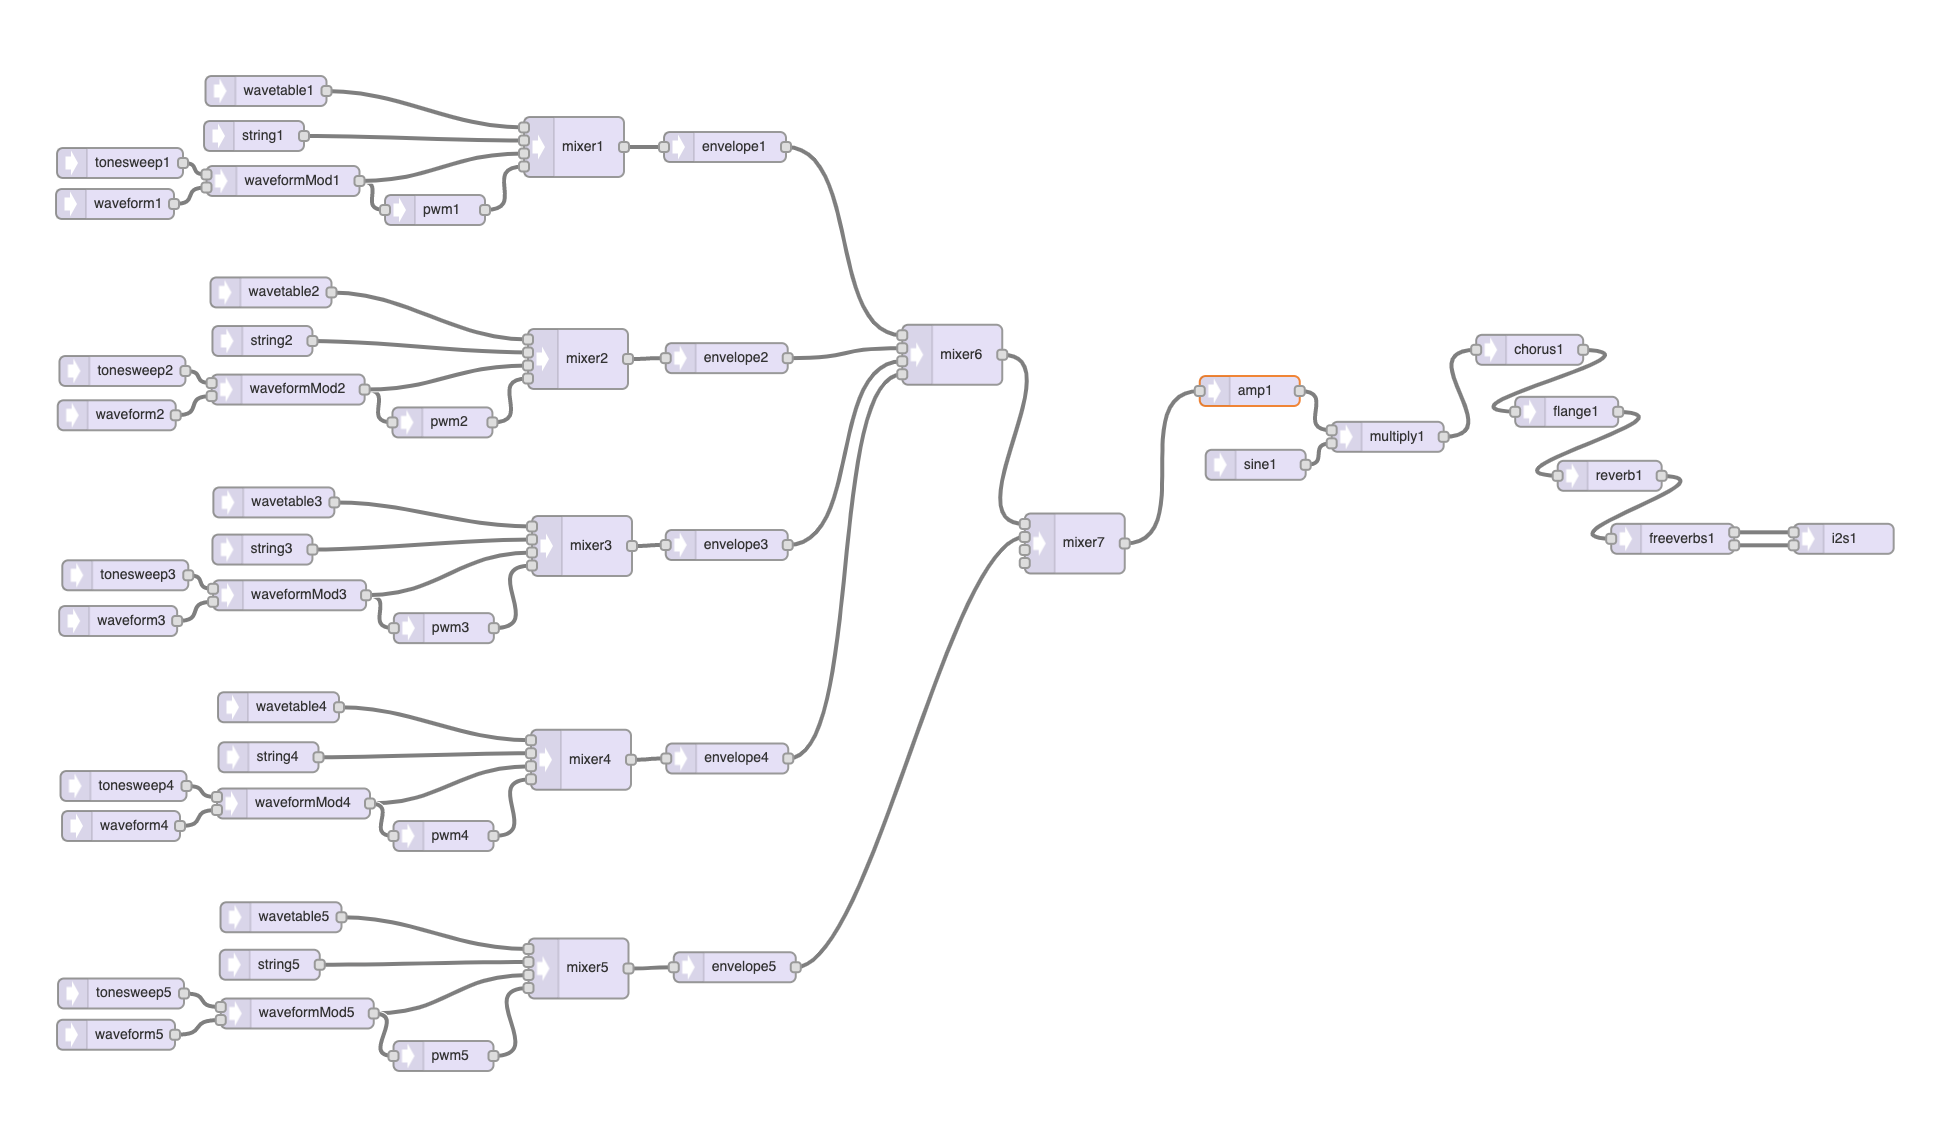 wavetable1
string1
tonesweep1
waveformMod1
waveform1
pwm1
mixer1
envelope1
wavetable2
string2
tonesweep2
waveformMod2
waveform2
pwm2
mixer2
envelope2
wavetable3
string3
tonesweep3
waveformMod3
waveform3
pwm3
mixer3
envelope3
wavetable4
string4
tonesweep4
waveformMod4
waveform4
pwm4
mixer4
envelope4
wavetable5
string5
tonesweep5
waveformMod5
waveform5
pwm5
mixer5
envelope5
mixer6
mixer7
amp1
sine1
multiply1
chorus1
flange1
reverb1
freeverbs1
i2s1